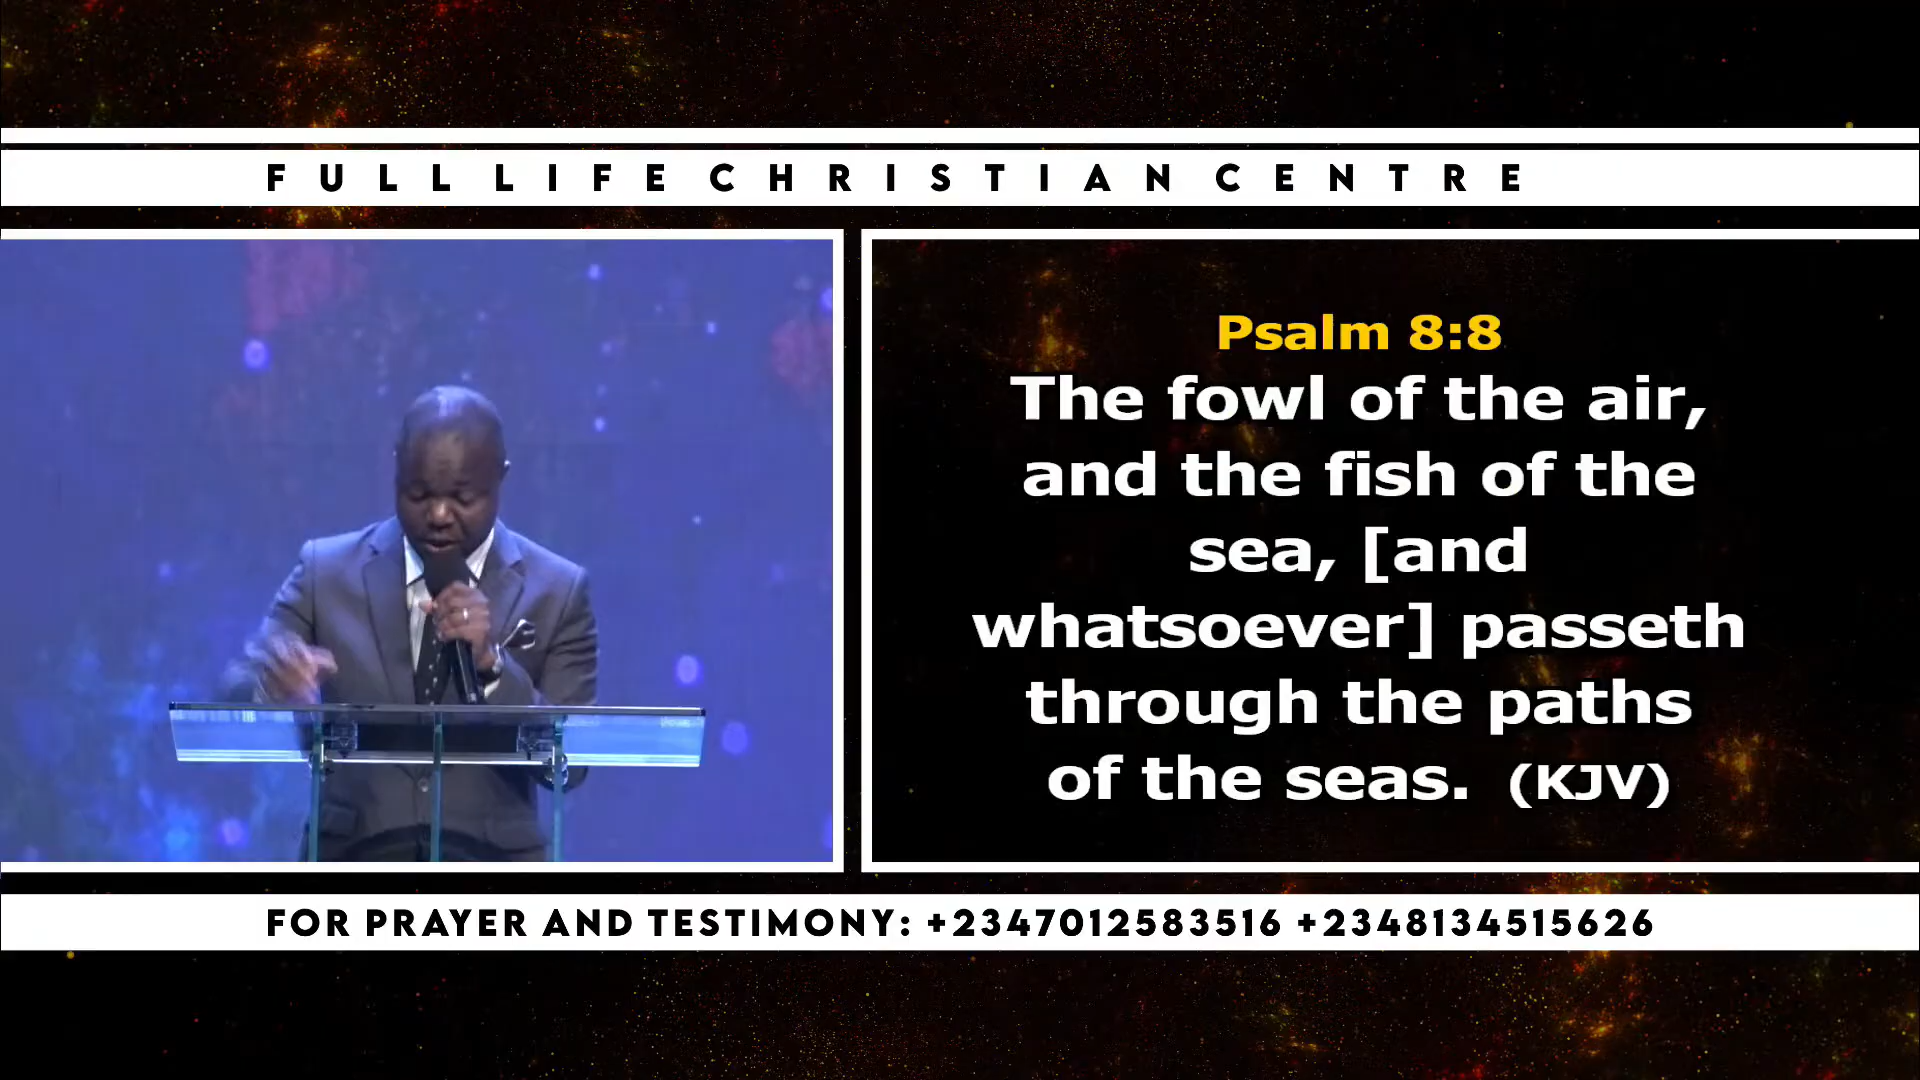 FULL LIFE CHRISTIAN CENTRE
Psalm 8:8
The fowl of the air,
and the fish of the
sea, [and
whatsoever] passeth
through the paths
of the seas. (KJV)
FOR PRAYER AND TESTIMONY: +2347012583516 +2348134515626